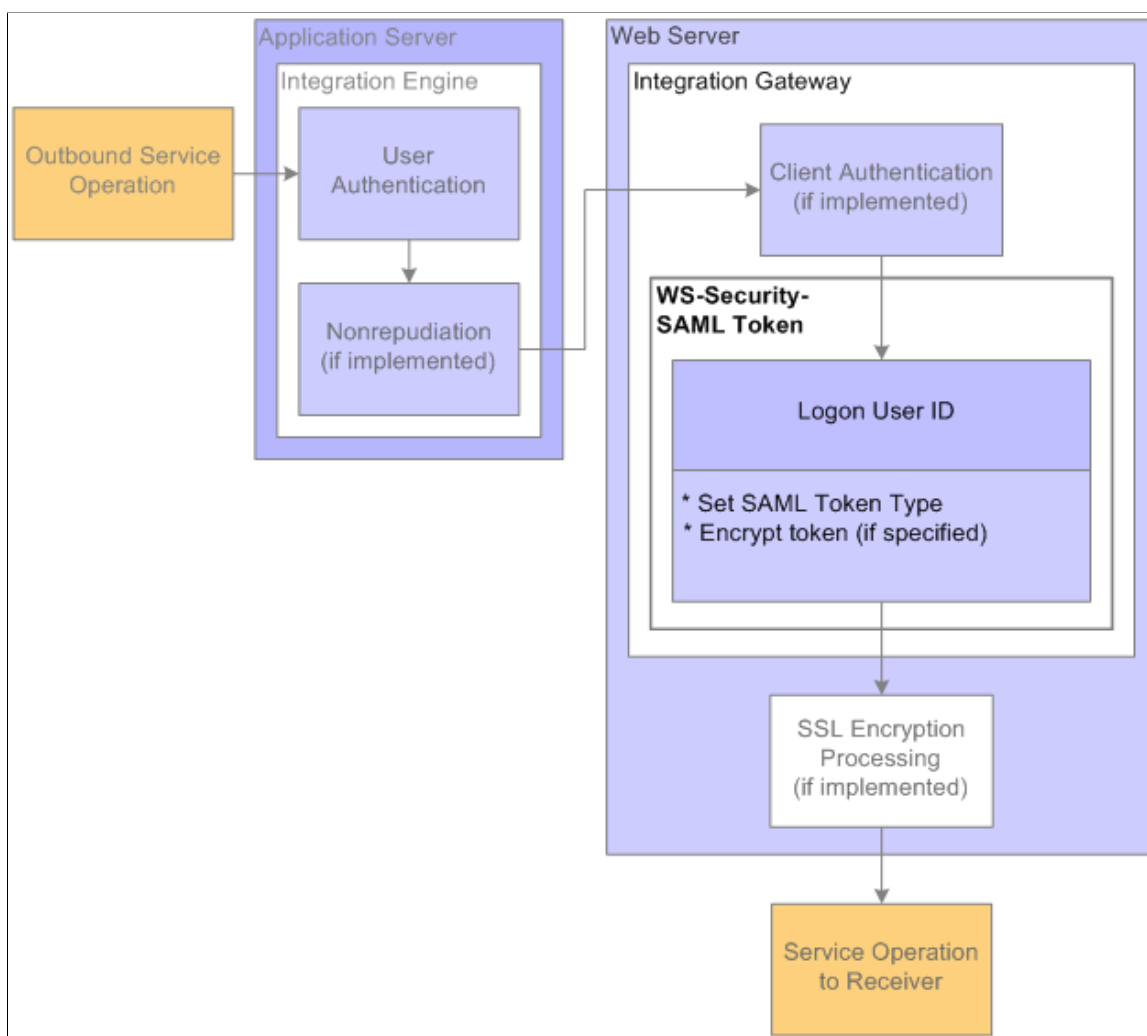 Application Server
Integration Engine
Outbound Service
Operation
User
Authentication
Nonrepudiation
(if implemented)
Web Server
Integration Gateway
Client Authentication
(if implemented)
WS-Security-
SAML Token
Logon User ID
* Set SAML Token Type
* Encrypt token (if specified)
SSL Encryption
Processing
(if implemented)
Service Operation
to Receiver